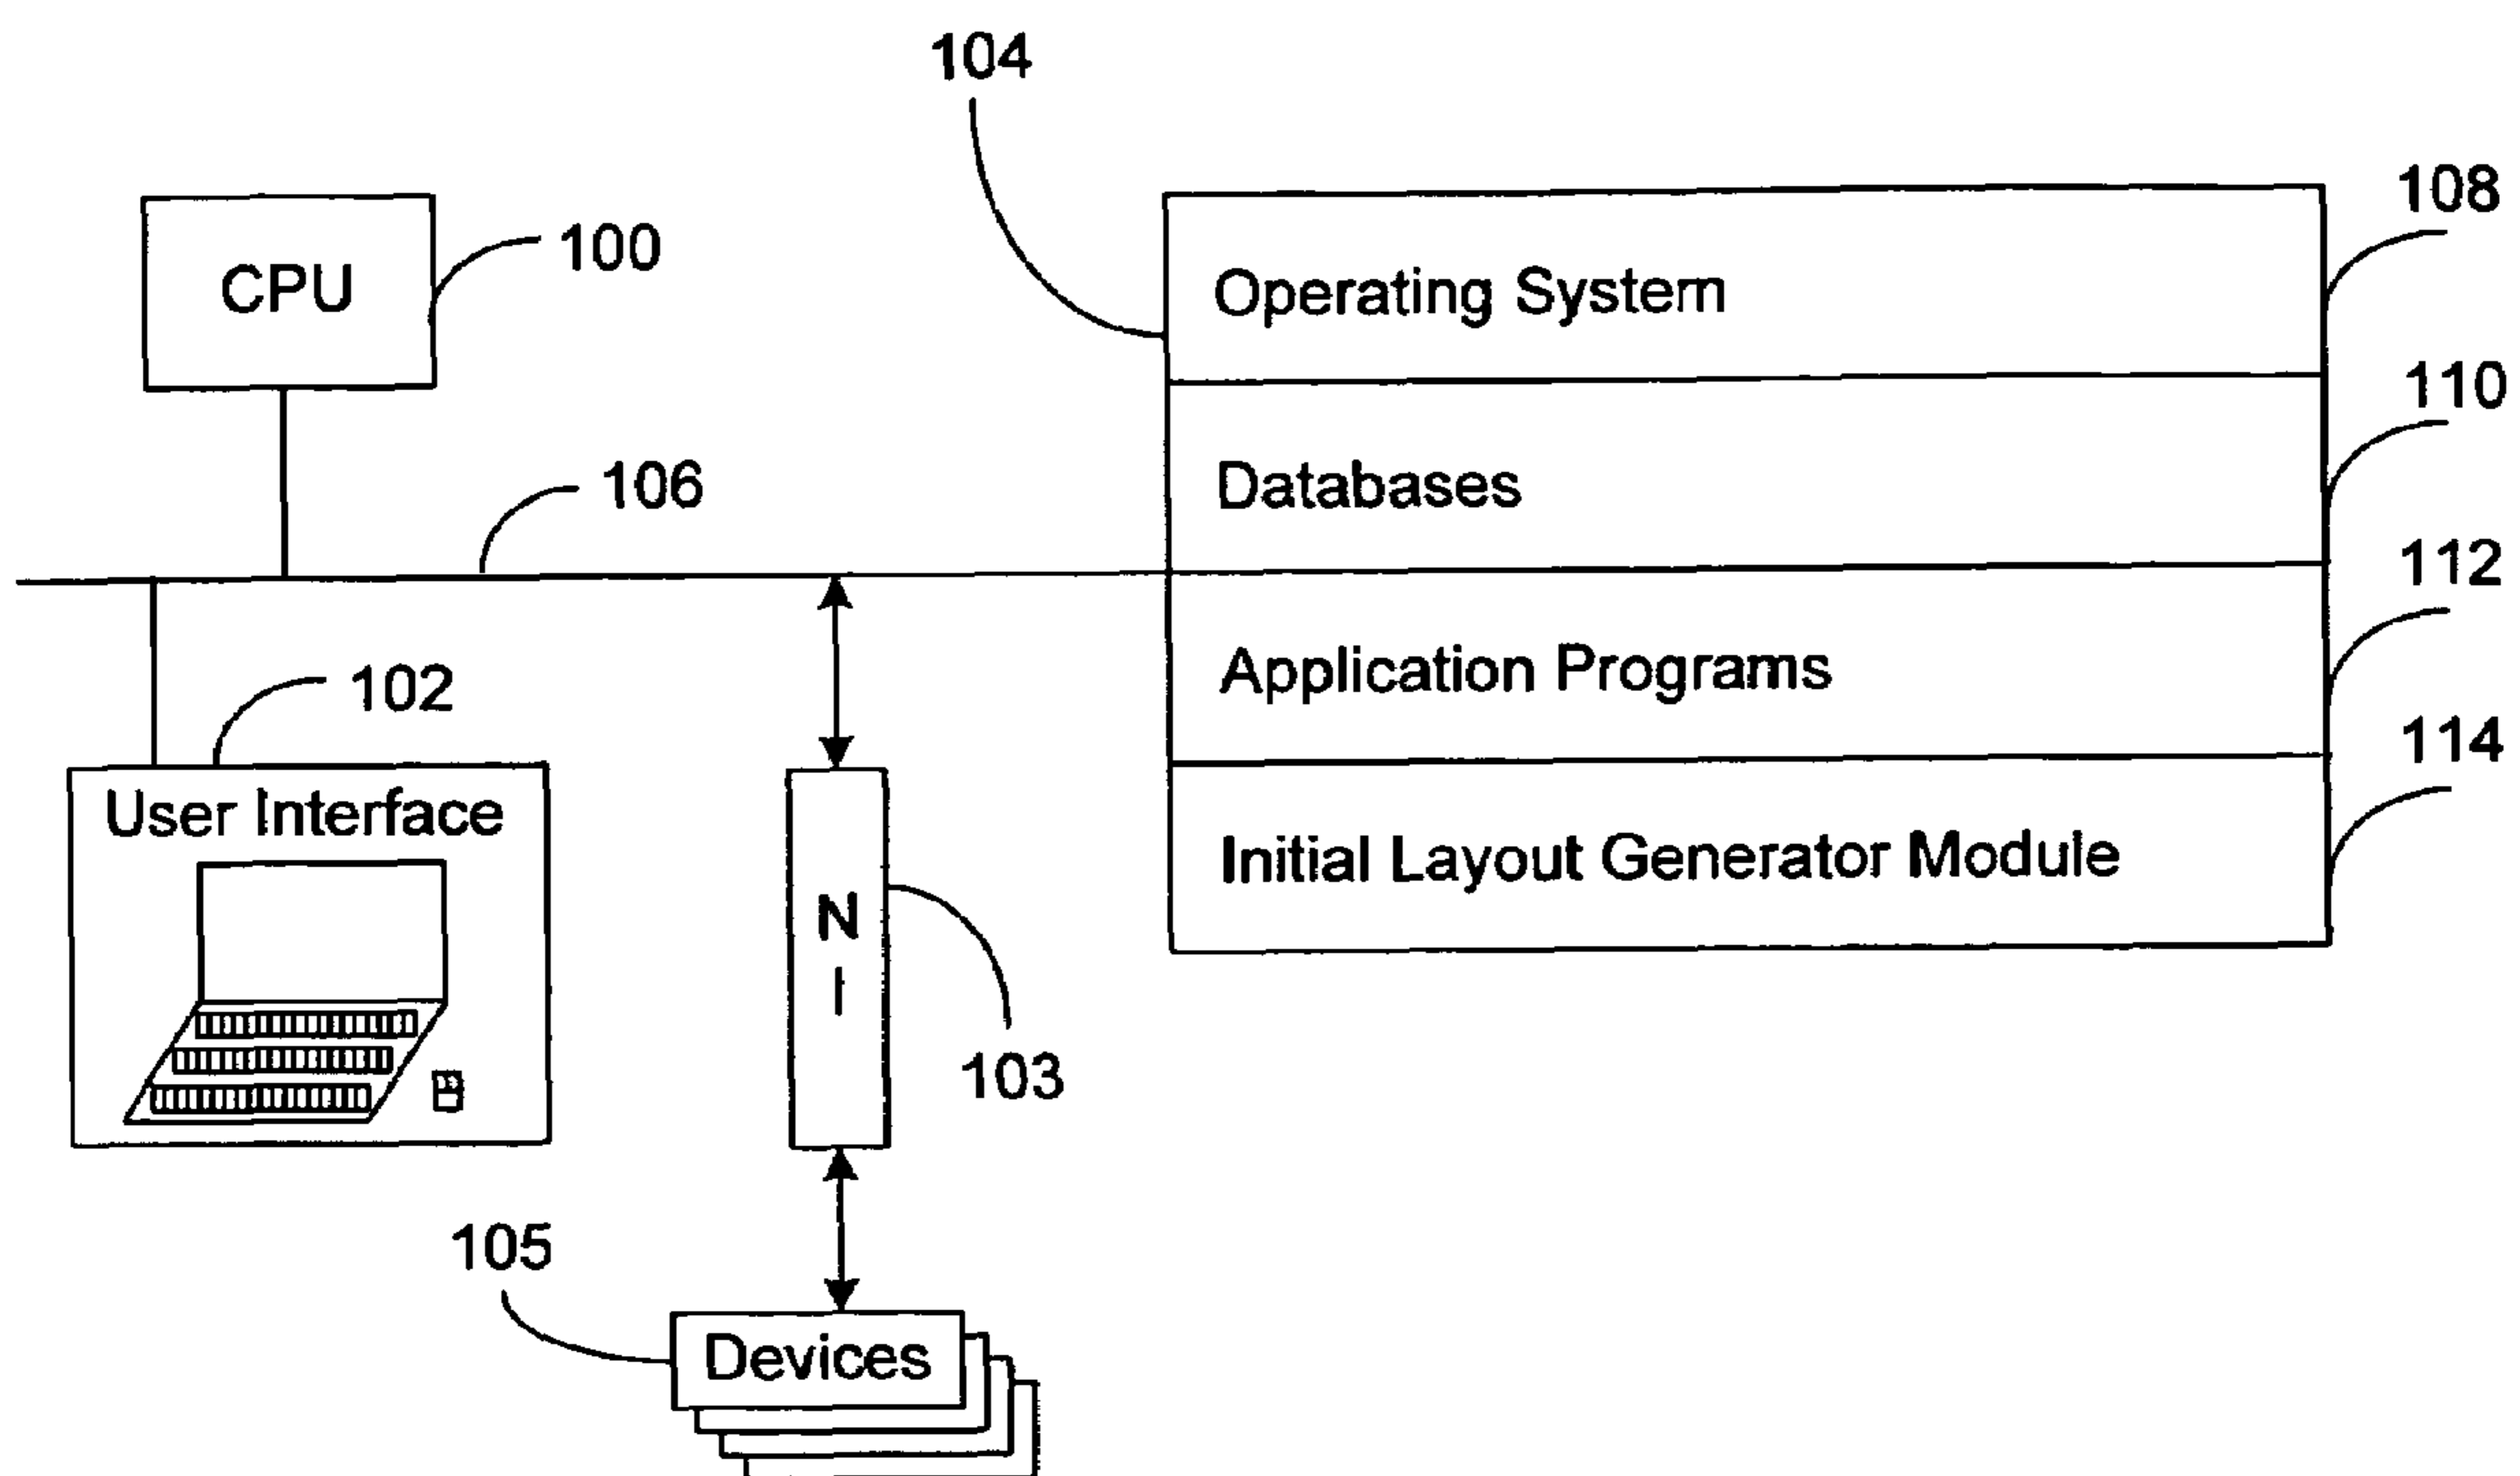 104
108
CPU
100
Operating System
110
106
Databases
112
102
Application Programs
114
User Interface
Initial Layout Generator Module
N
I
103
105
Devices